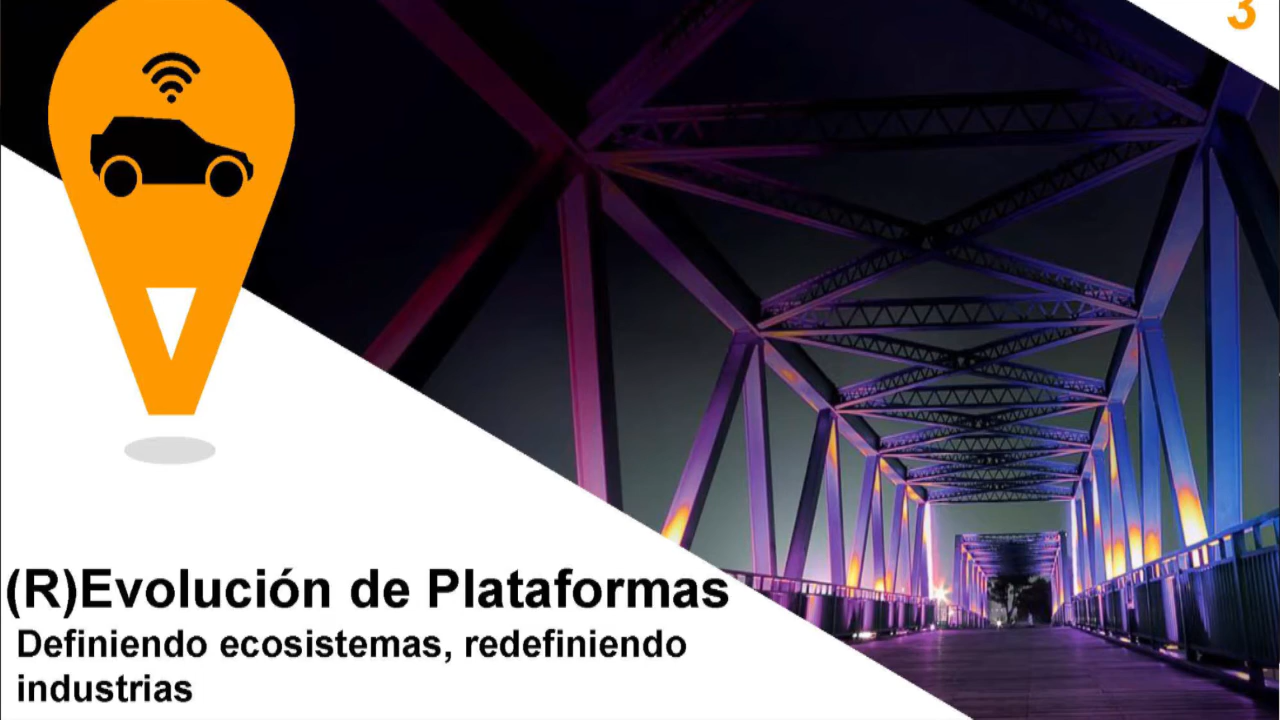 3
(R)Evolución de Plataformas
Definiendo ecosistemas, redefiniendo
industrias